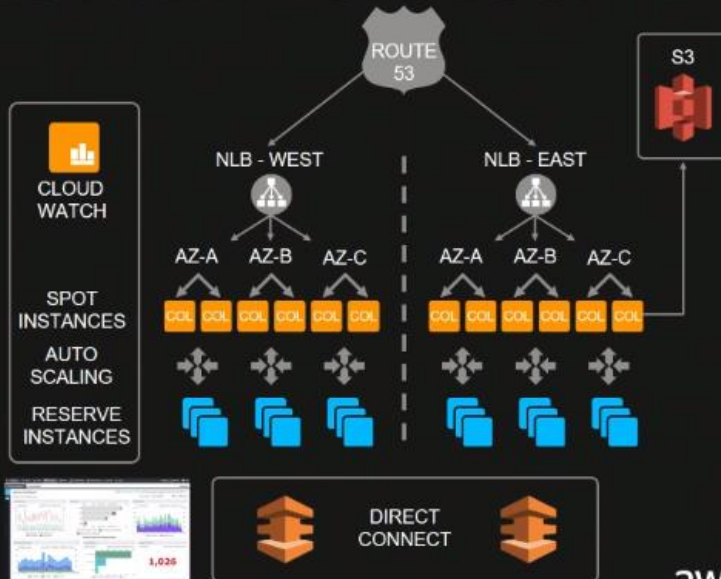 ROUTE
53
S3
CLOUD
WATCH
NLB - WEST
NLB - EAST
AZ-A AZ-B AZ-C
AZ-A AZ-B AZ-C
SPOT
INSTANCES
COL COL COL COL COL COL
COL COL COL COL COL COL
AUTO
SCALING
RESERVE
INSTANCES
DIRECT
CONNECT
1,026
aw